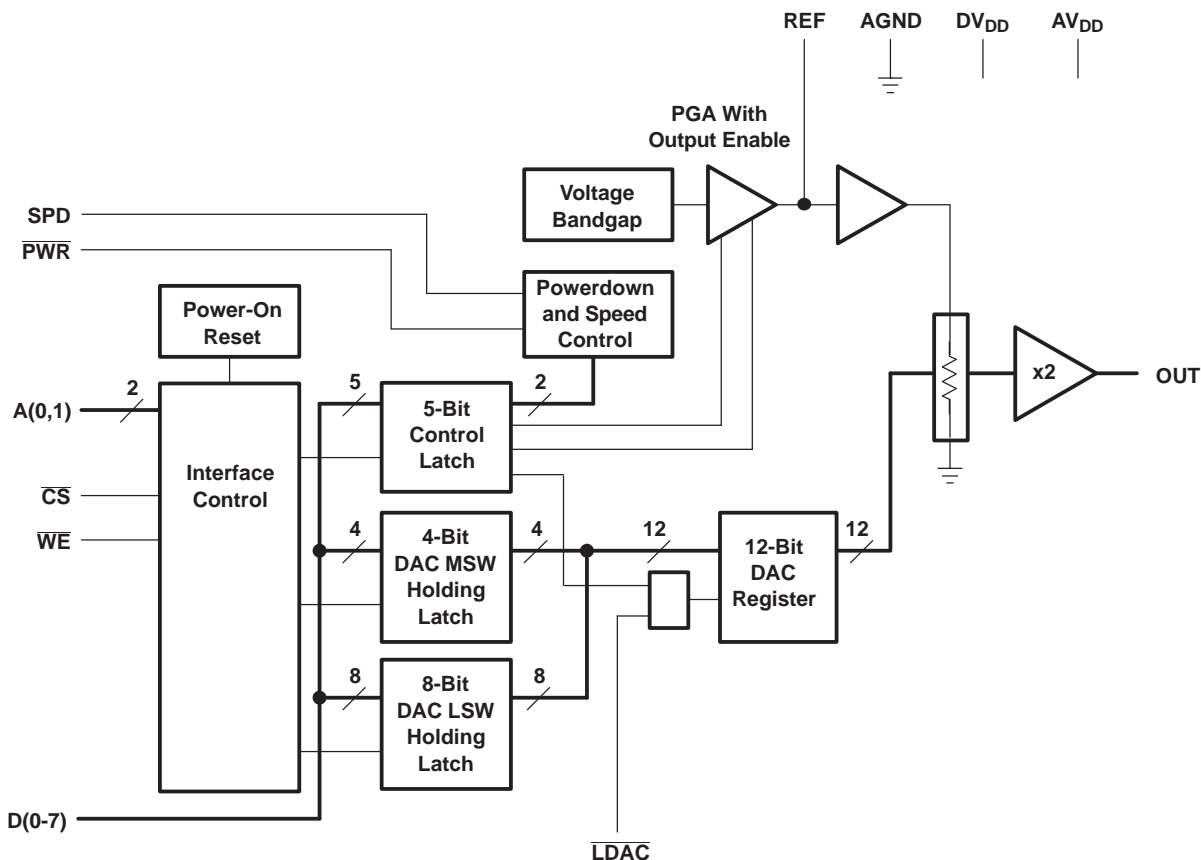 REF AGND DVDD AVDD
PGA With
Output Enable
Voltage
Bandgap
SPD
PWR
Powerdown
and Speed
Control
Power-On
Reset
A(0,1)
2
5
2
5-Bit
Control
Latch
x2
OUT
Interface
Control
CS
WE
4
4-Bit
DAC MSW
Holding
Latch
4
12
12-Bit
DAC
Register
12
8
8-Bit
DAC LSW
Holding
Latch
8
D(0-7)
LDAC